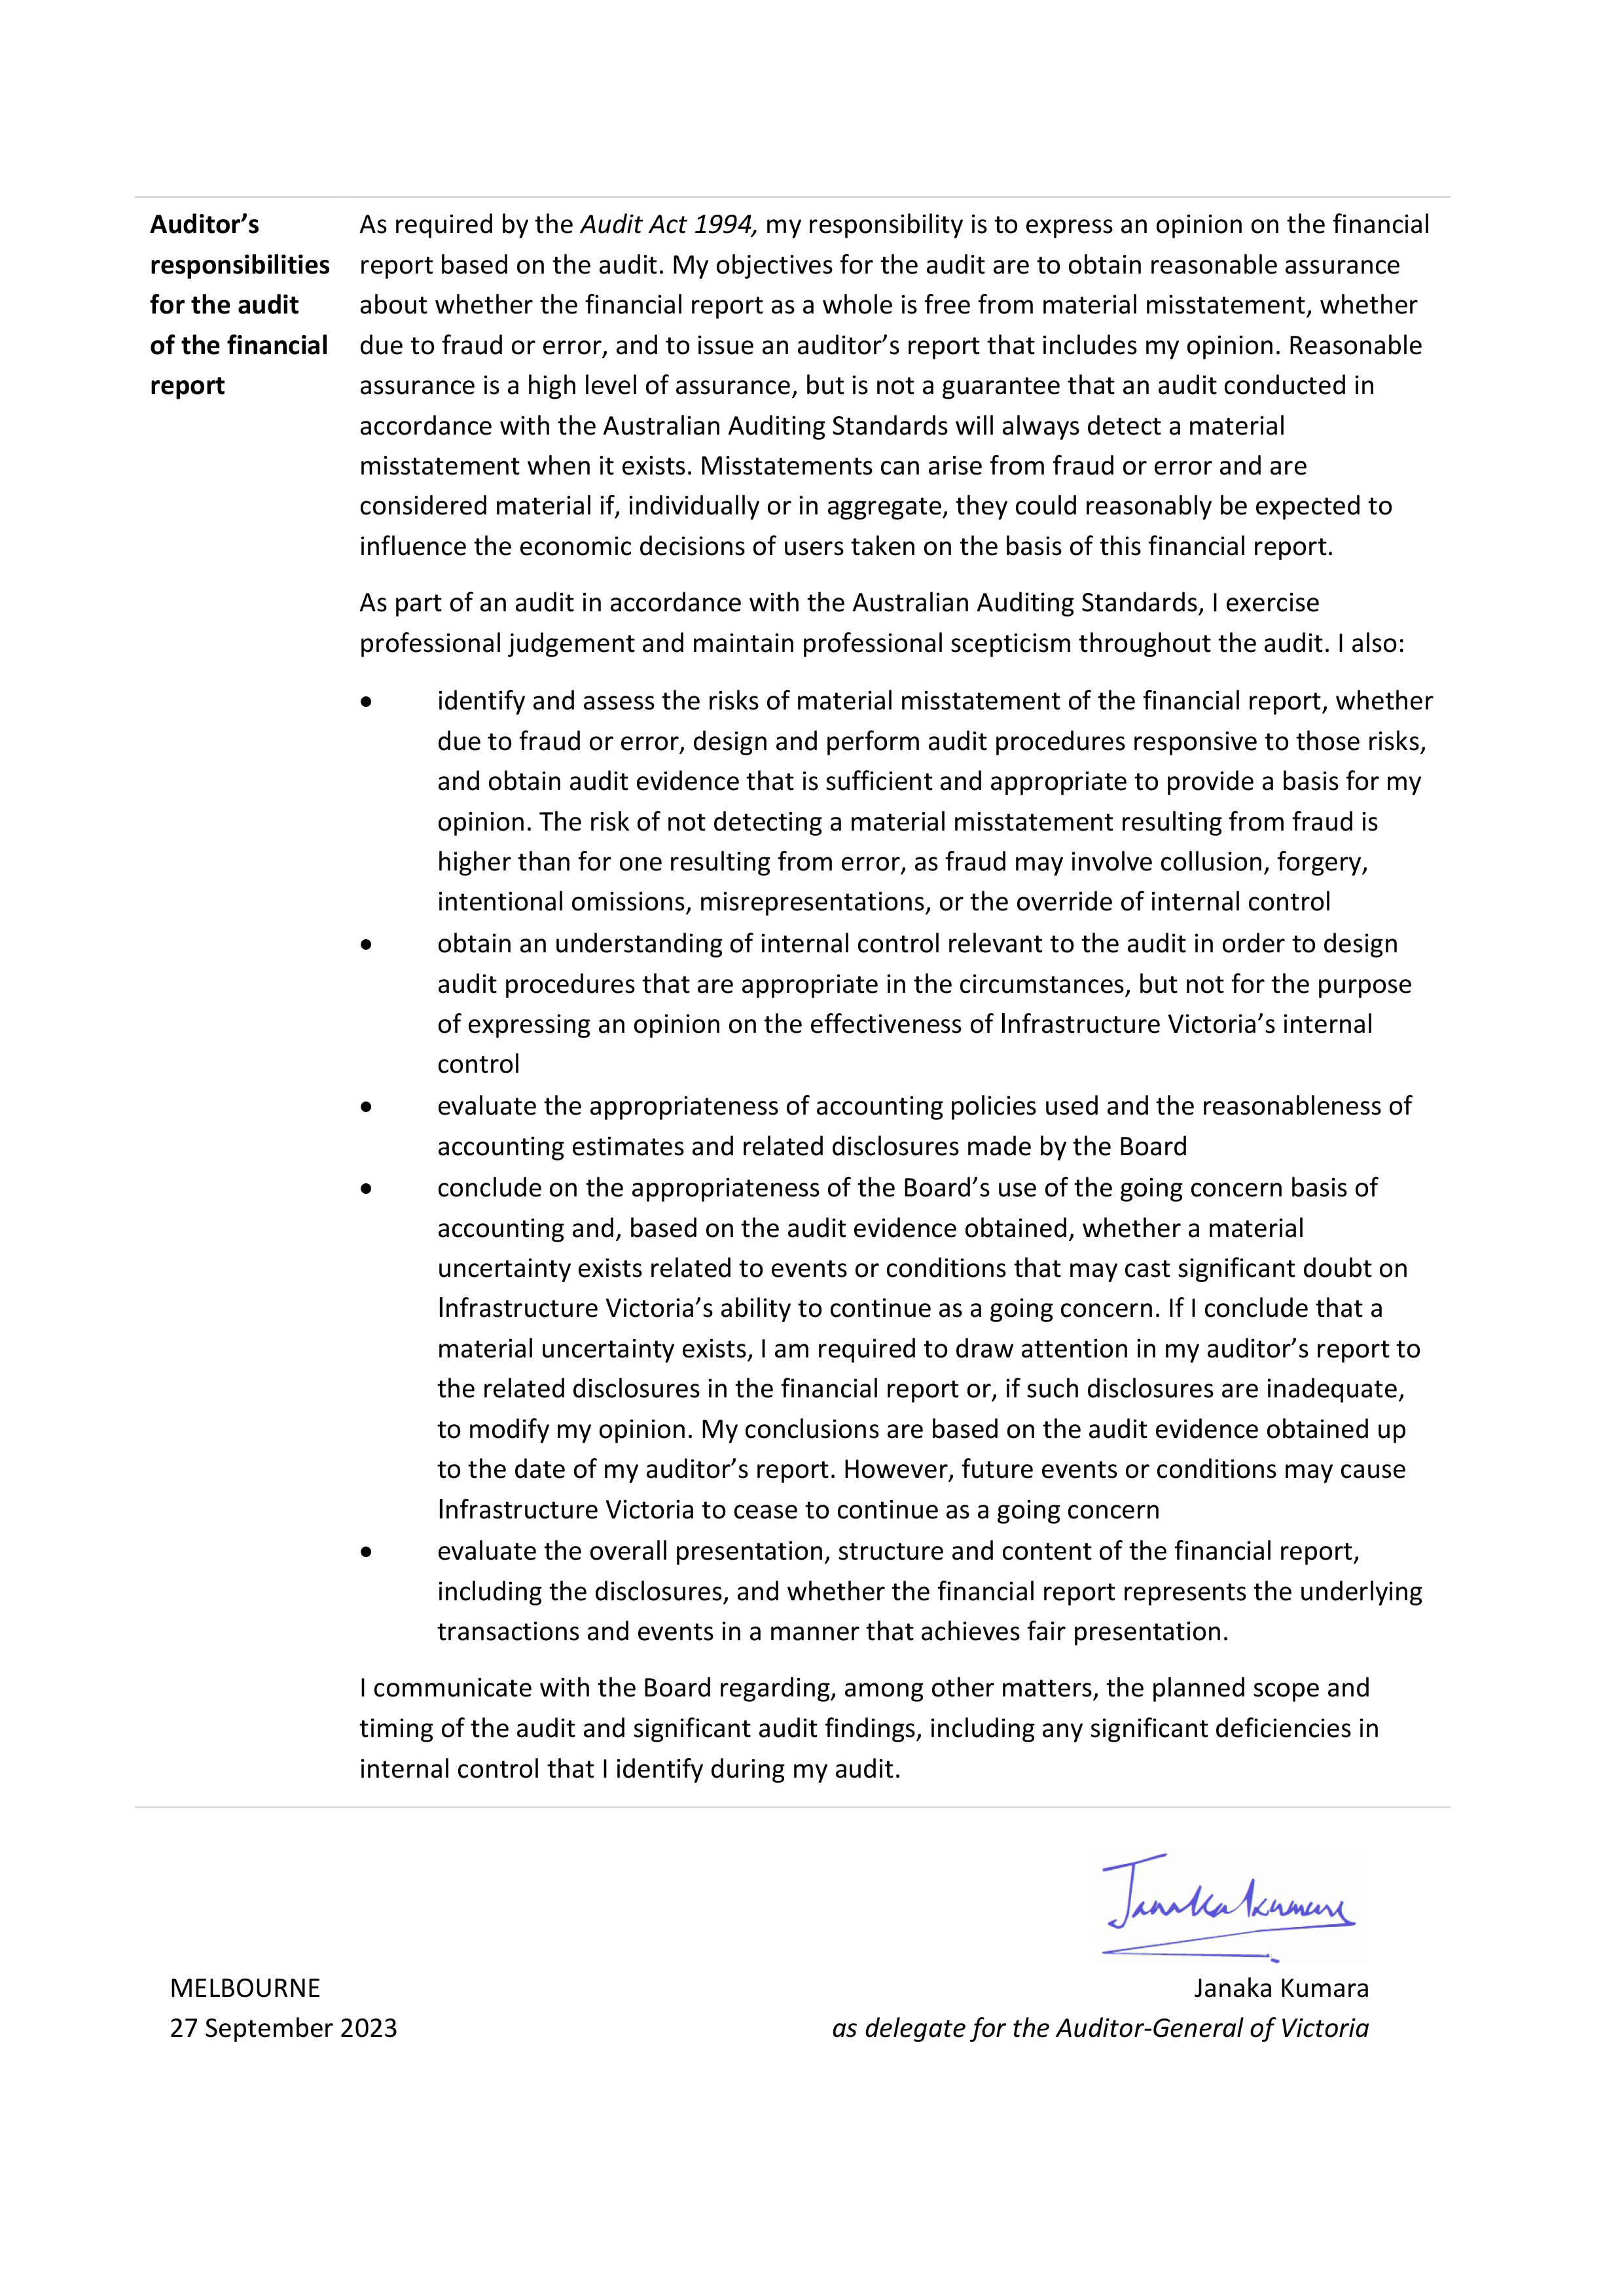 Auditor’s
responsibilities
for the audit
of the financial
report
As required by the Audit Act 1994, my responsibility is to express an opinion on the financial
report based on the audit. My objectives for the audit are to obtain reasonable assurance
about whether the financial report as a whole is free from material misstatement, whether
due to fraud or error, and to issue an auditor’s report that includes my opinion. Reasonable
assurance is a high level of assurance, but is not a guarantee that an audit conducted in
accordance with the Australian Auditing Standards will always detect a material
misstatement when it exists. Misstatements can arise from fraud or error and are
considered material if, individually or in aggregate, they could reasonably be expected to
influence the economic decisions of users taken on the basis of this financial report.
As part of an audit in accordance with the Australian Auditing Standards, I exercise
professional judgement and maintain professional scepticism throughout the audit. I also:
• identify and assess the risks of material misstatement of the financial report, whether
due to fraud or error, design and perform audit procedures responsive to those risks,
and obtain audit evidence that is sufficient and appropriate to provide a basis for my
opinion. The risk of not detecting a material misstatement resulting from fraud is
higher than for one resulting from error, as fraud may involve collusion, forgery,
intentional omissions, misrepresentations, or the override of internal control
• obtain an understanding of internal control relevant to the audit in order to design
audit procedures that are appropriate in the circumstances, but not for the purpose
of expressing an opinion on the effectiveness of Infrastructure Victoria’s internal
control
• evaluate the appropriateness of accounting policies used and the reasonableness of
accounting estimates and related disclosures made by the Board
• conclude on the appropriateness of the Board’s use of the going concern basis of
accounting and, based on the audit evidence obtained, whether a material
uncertainty exists related to events or conditions that may cast significant doubt on
Infrastructure Victoria’s ability to continue as a going concern. If I conclude that a
material uncertainty exists, I am required to draw attention in my auditor’s report to
the related disclosures in the financial report or, if such disclosures are inadequate,
to modify my opinion. My conclusions are based on the audit evidence obtained up
to the date of my auditor’s report. However, future events or conditions may cause
Infrastructure Victoria to cease to continue as a going concern
• evaluate the overall presentation, structure and content of the financial report,
including the disclosures, and whether the financial report represents the underlying
transactions and events in a manner that achieves fair presentation.
I communicate with the Board regarding, among other matters, the planned scope and
timing of the audit and significant audit findings, including any significant deficiencies in
internal control that I identify during my audit.
Janaka Kumara
MELBOURNE
27 September 2023
Janaka Kumara
as delegate for the Auditor-General of Victoria